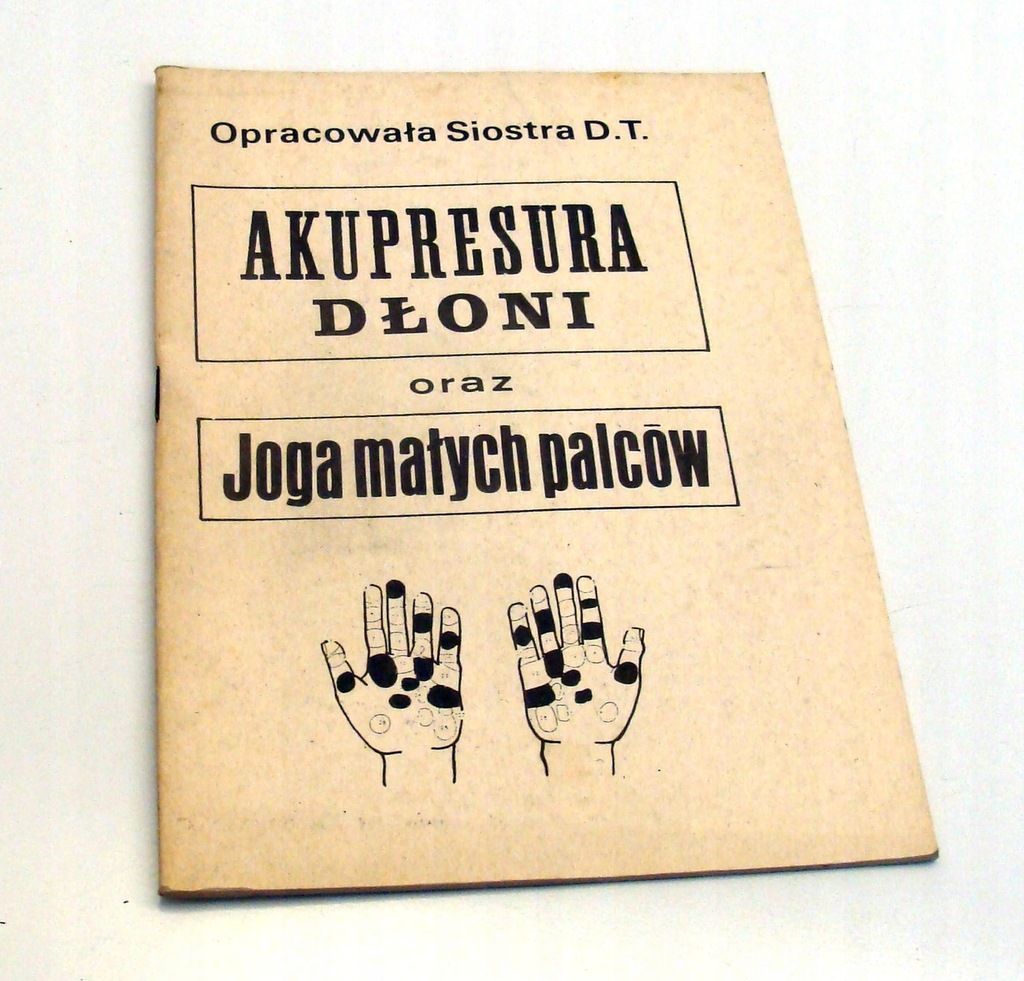 Opracowała Siostra D.T.
AKUPRESURA
DŁONI
oraz
Joga małych palców